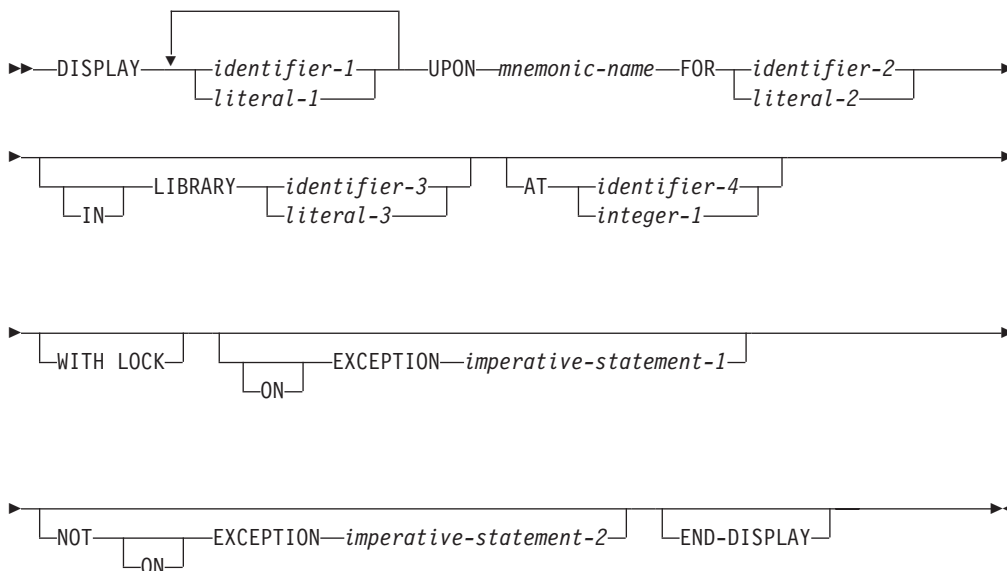 DISPLAY identifier-1 UPON mnemonic-name FOR identifier-2
literal-1 literal-2
LIBRARY identifier-3 AT identifier-4
IN literal-3 integer-1
WITH LOCK EXCEPTION imperative-statement-1
ON
NOT EXCEPTION imperative-statement-2 END-DISPLAY
ON